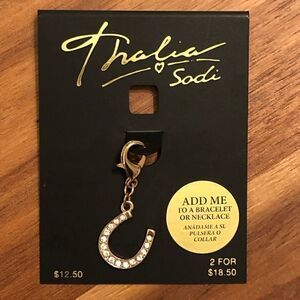 Thalia
Sodi
ADD ME
TO A BRACELET
OR NECKLACE
AÑÁDAME A SU
PULSERA O
COLLAR
$12.50
2 FOR
$18.50